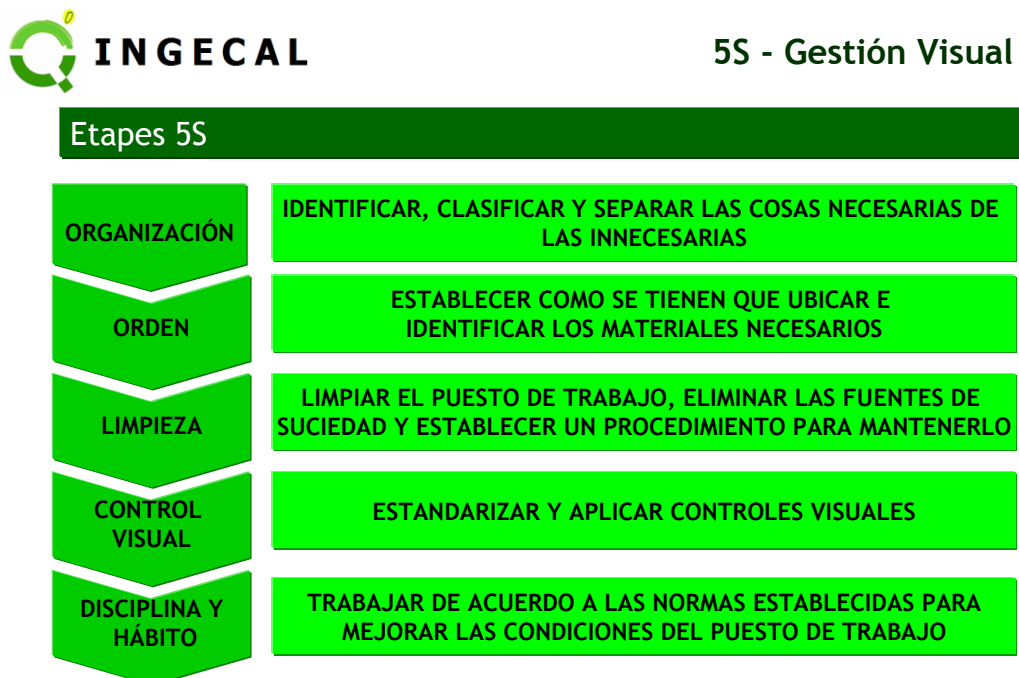 INGECAL
5S - Gestión Visual
Etapes 5S
ORGANIZACIÓN
IDENTIFICAR, CLASIFICAR Y SEPARAR LAS COSAS NECESARIAS DE
LAS INNECESARIAS
ORDEN
ESTABLECER COMO SE TIENEN QUE UBICAR E
IDENTIFICAR LOS MATERIALES NECESARIOS
LIMPIEZA
LIMPIAR EL PUESTO DE TRABAJO, ELIMINAR LAS FUENTES DE
SUCIEDAD Y ESTABLECER UN PROCEDIMIENTO PARA MANTENERLO
CONTROL
VISUAL
ESTANDARIZAR Y APLICAR CONTROLES VISUALES
DISCIPLINA Y
HÁBITO
TRABAJAR DE ACUERDO A LAS NORMAS ESTABLECIDAS PARA
MEJORAR LAS CONDICIONES DEL PUESTO DE TRABAJO